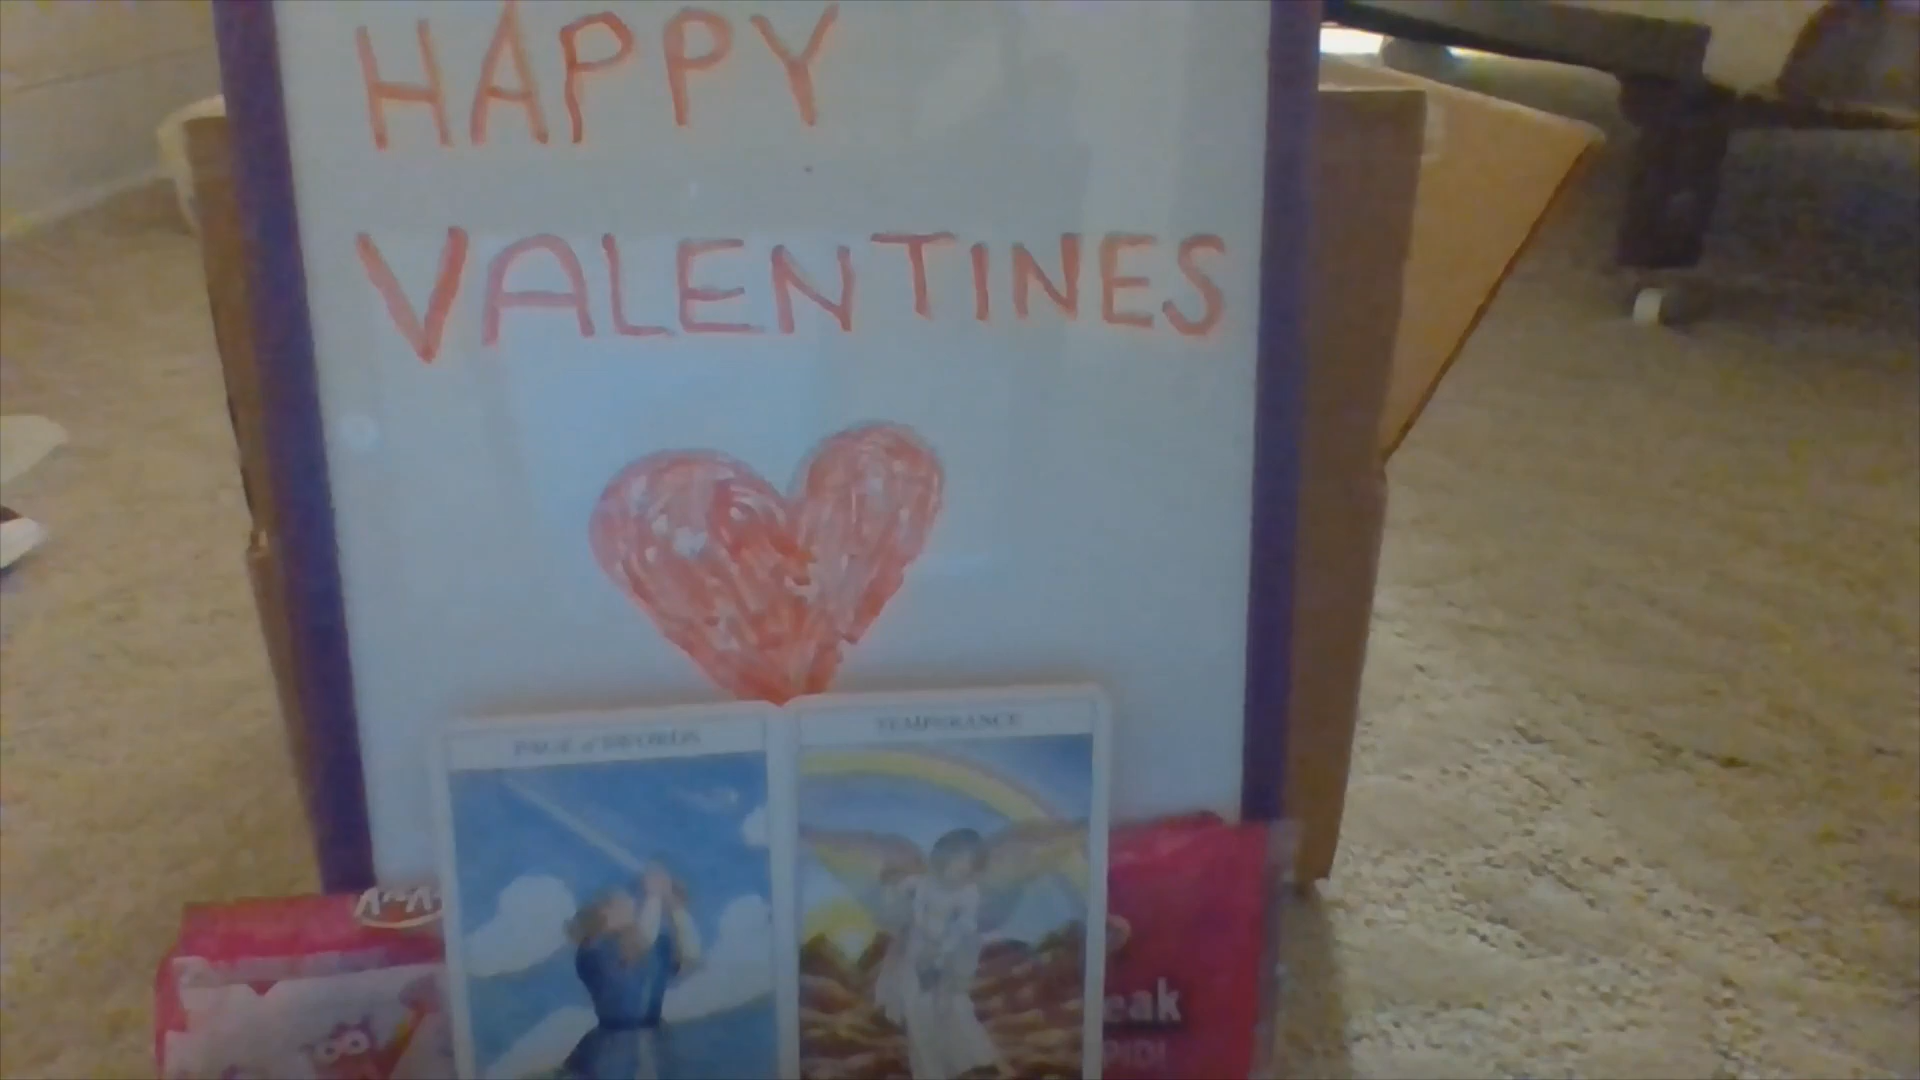 HAPPY
VALENTINES
PAGE of SWORDS
TEMPERANCE
eak